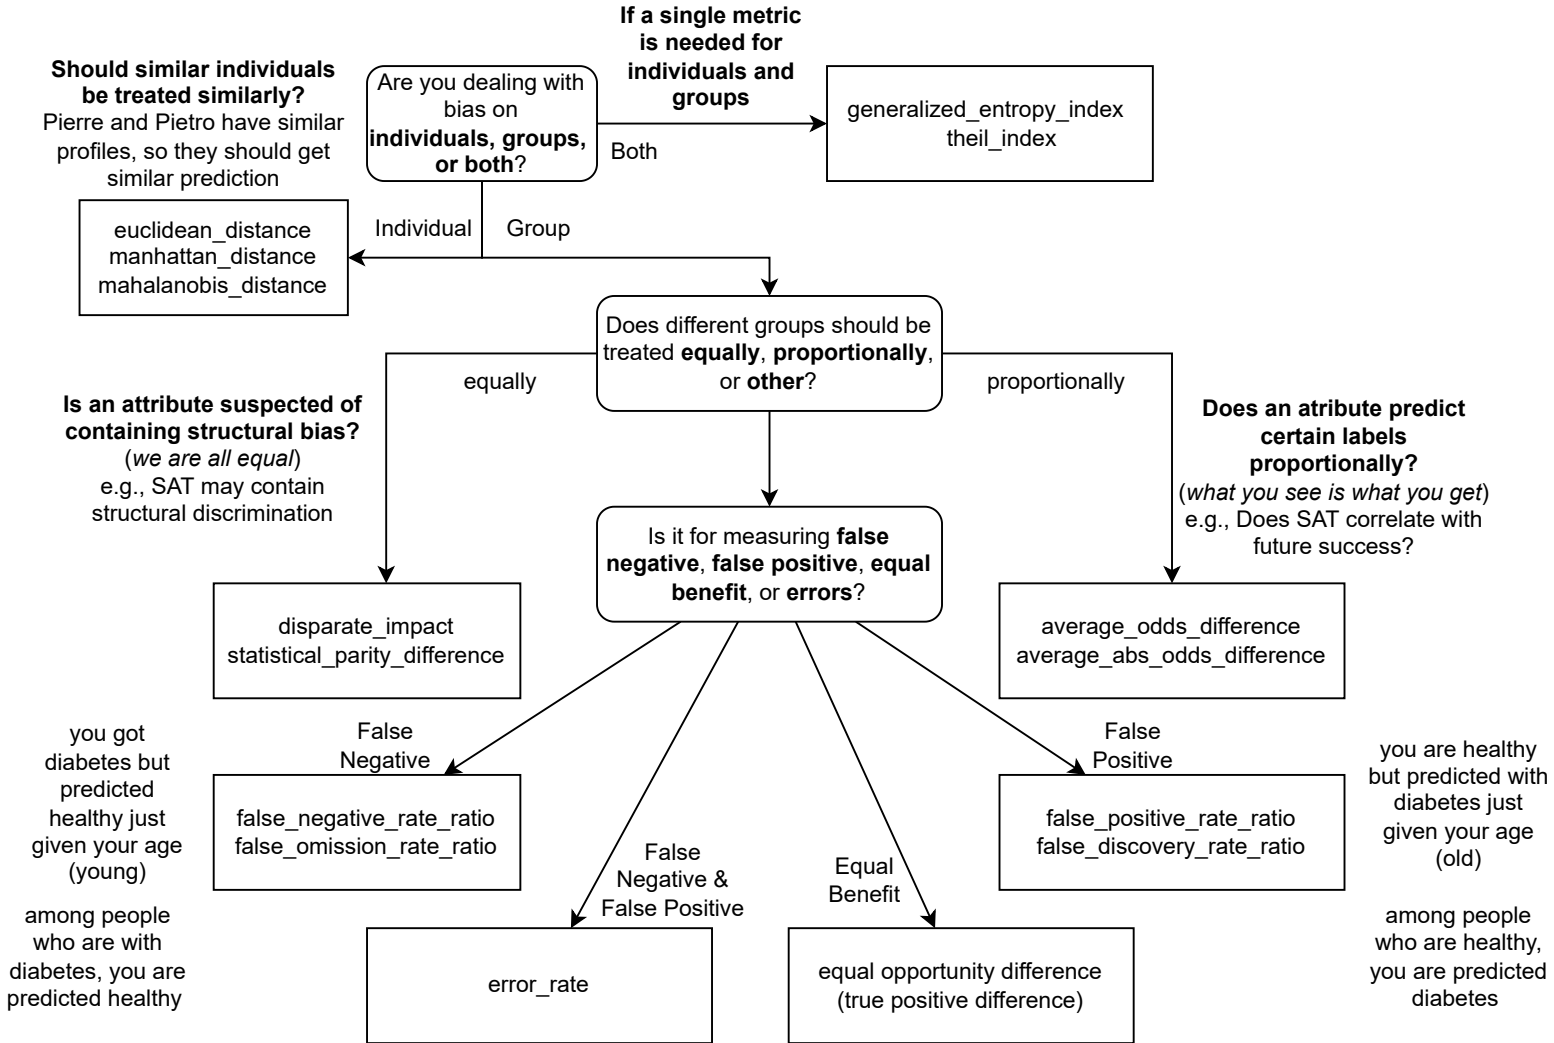 If a single metric
is needed for
individuals and
groups
Should similar individuals
be treated similarly?
Pierre and Pietro have similar
profiles, so they should get
similar prediction
Are you dealing with
bias on
individuals, groups,
or both?
Both
generalized_entropy_index
theil_index
euclidean_distance
manhattan_distance
mahalanobis_distance
Individual
Group
Does different groups should be
treated equally, proportionally,
or other?
equally
proportionally
Is an attribute suspected of
containing structural bias?
(we are all equal)
e.g., SAT may contain
structural discrimination
Does an atribute predict
certain labels
proportionally?
(what you see is what you get)
e.g., Does SAT correlate with
future success?
Is it for measuring false
negative, false positive, equal
benefit, or errors?
disparate_impact
statistical_parity_difference
average_odds_difference
average_abs_odds_difference
you got
diabetes but
predicted
healthy just
given your age
(young)
False
Negative
false_negative_rate_ratio
false_omission_rate_ratio
False
Positive
false_positive_rate_ratio
false_discovery_rate_ratio
you are healthy
but predicted with
diabetes just
given your age
(old)
False
Negative &
False Positive
Equal
Benefit
among people
who are with
diabetes, you are
predicted healthy
error_rate
equal opportunity difference
(true positive difference)
among people
who are healthy,
you are predicted
diabetes